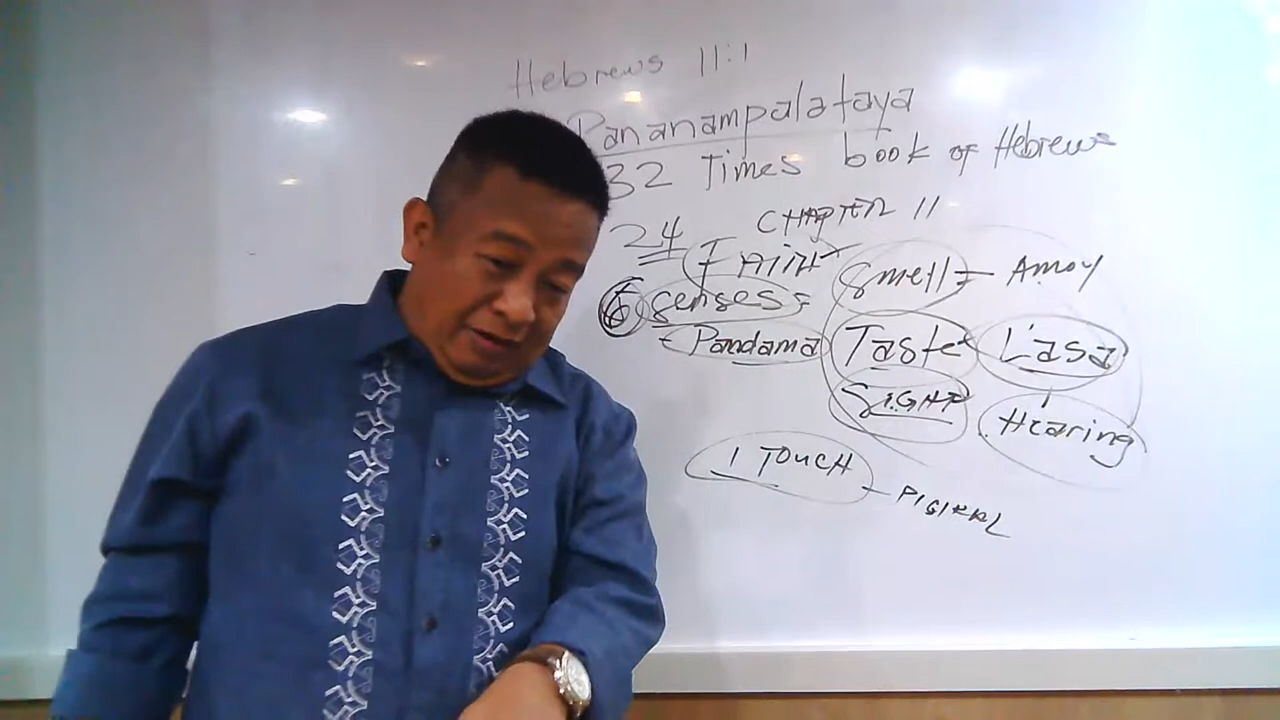 Hebrews 11:1
Pananampalataya
32 Times book of Hebrews
24 CHAPTER 11
FAitH Smell = Amoy
6 senses =
- Pandama Taste Lasa
SiGHt Hearing
1 TOUCH -